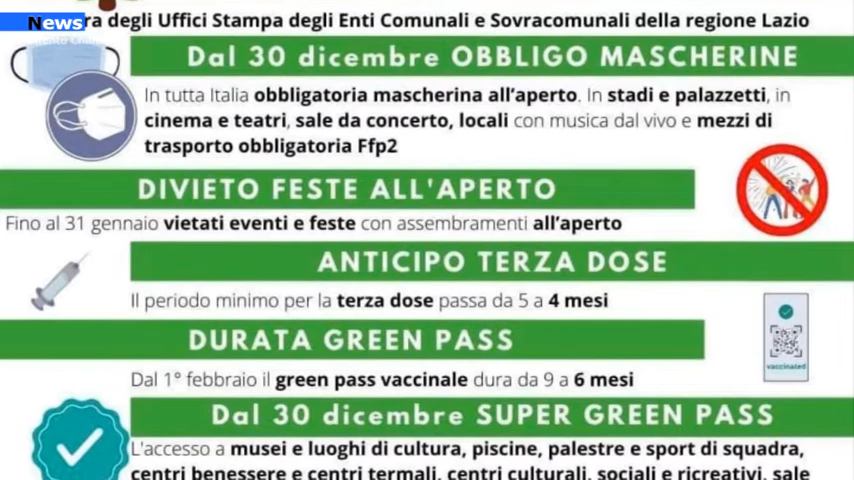 News
ra degli Uffici Stampa degli Enti Comunali e Sovracomunali della regione Lazio
Dal 30 dicembre OBBLIGO MASCHERINE
In tutta Italia obbligatoria mascherina all'aperto. In stadi e palazzetti, in
cinema e teatri, sale da concerto, locali con musica dal vivo e mezzi di
trasporto obbligatoria Ffp2
DIVIETO FESTE ALL'APERTO
Fino al 31 gennaio vietati eventi e feste con assembramenti all'aperto
ANTICIPO TERZA DOSE
Il periodo minimo per la terza dose passa da 5 a 4 mesi
DURATA GREEN PASS
vaccinated
Dal 1° febbraio il green pass vaccinale dura da 9 a 6 mesi
Dal 30 dicembre SUPER GREEN PASS
L'accesso a musei e luoghi di cultura, piscine, palestre e sport di squadra,
centri benessere e centri termali, centri culturali, sociali e ricreativi, sale